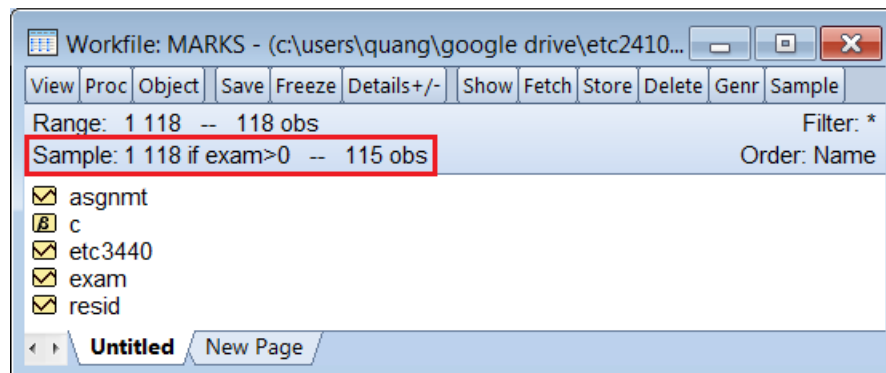 Workfile: MARKS - (c:\users\quang\google drive\etc2410...
View Proc Object Save Freeze Details+/- Show Fetch Store Delete Genr Sample
Range: 1 118 -- 118 obs Filter: *
Sample: 1 118 if exam>0 -- 115 obs Order: Name
asgnmt
β c
etc3440
exam
resid
Untitled New Page